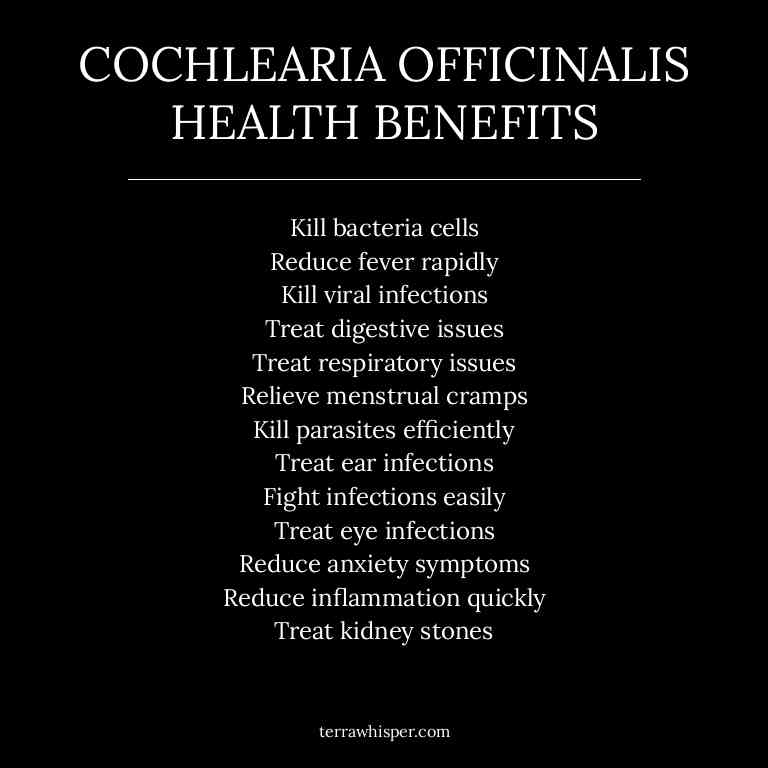 COCHLEARIA OFFICINALIS
HEALTH BENEFITS
Kill bacteria cells
Reduce fever rapidly
Kill viral infections
Treat digestive issues
Treat respiratory issues
Relieve menstrual cramps
Kill parasites efficiently
Treat ear infections
Fight infections easily
Treat eye infections
Reduce anxiety symptoms
Reduce inflammation quickly
Treat kidney stones
terrawhisper.com